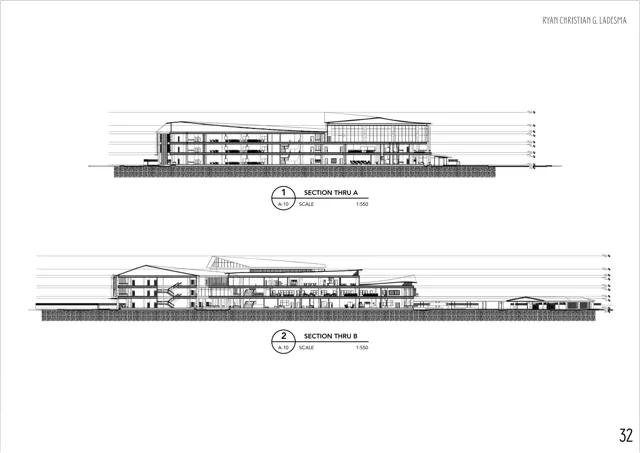 RYAN CHRISTIAN G. LADESMA
1 SECTION THRU A
A-10 SCALE 1:550
2 SECTION THRU B
A-10 SCALE 1:550
32